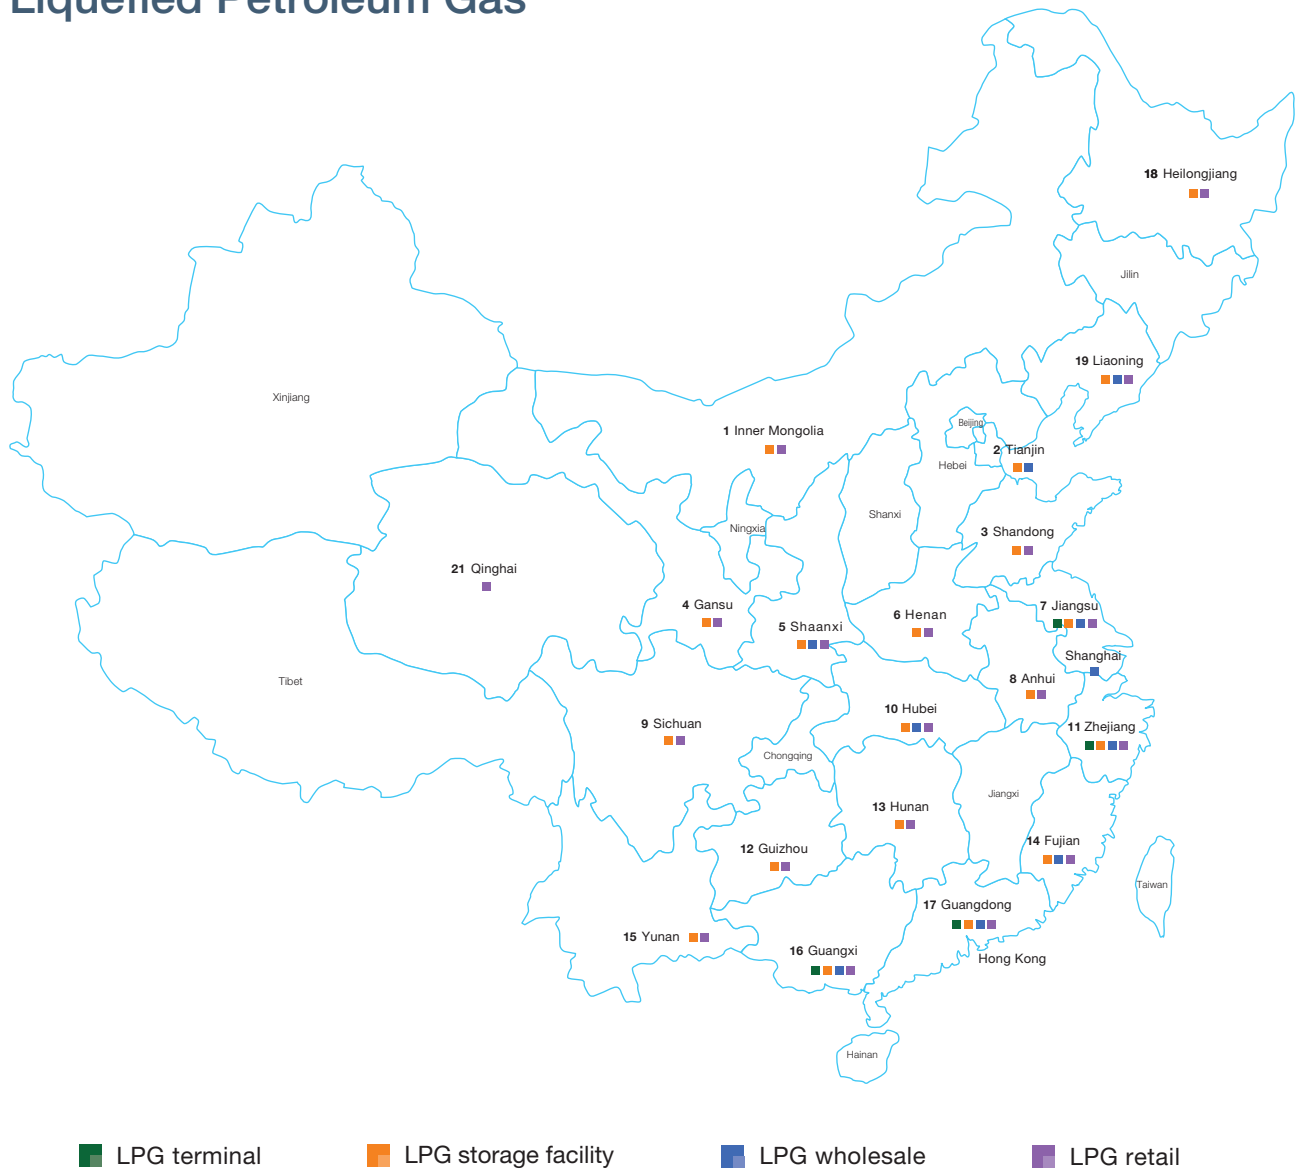 Liquefied Petroleum Gas
18 Heilongjiang
Jilin
19 Liaoning
Xinjiang
Beijing
1 Inner Mongolia
2 Tianjin
Hebei
Shanxi
Ningxia
3 Shandong
21 Qinghai
4 Gansu
7 Jiangsu
6 Henan
5 Shaanxi
Shanghai
Tibet
8 Anhui
10 Hubei
9 Sichuan
11 Zhejiang
Chongqing
Jiangxi
13 Hunan
14 Fujian
12 Guizhou
Taiwan
17 Guangdong
15 Yunan
16 Guangxi
Hong Kong
Hainan
LPG terminal
LPG storage facility
LPG wholesale
LPG retail